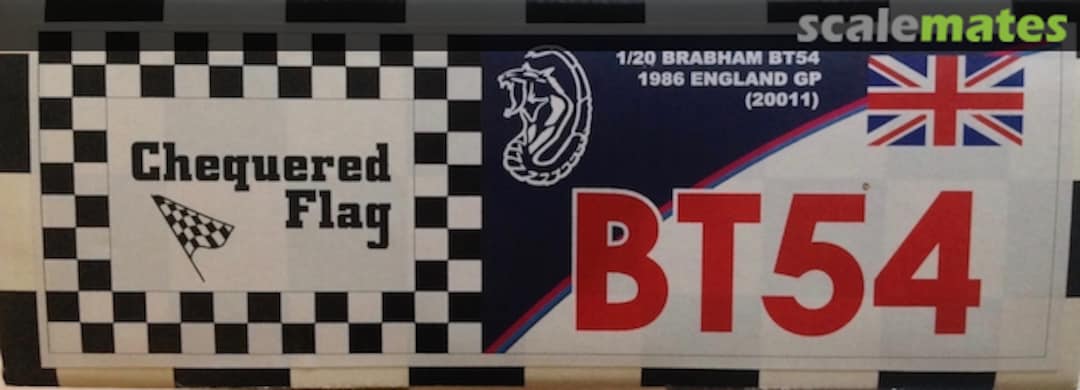 scalemates
Chequered
Flag
1/20 BRABHAM BT54
1986 ENGLAND GP
(20011)
BT54